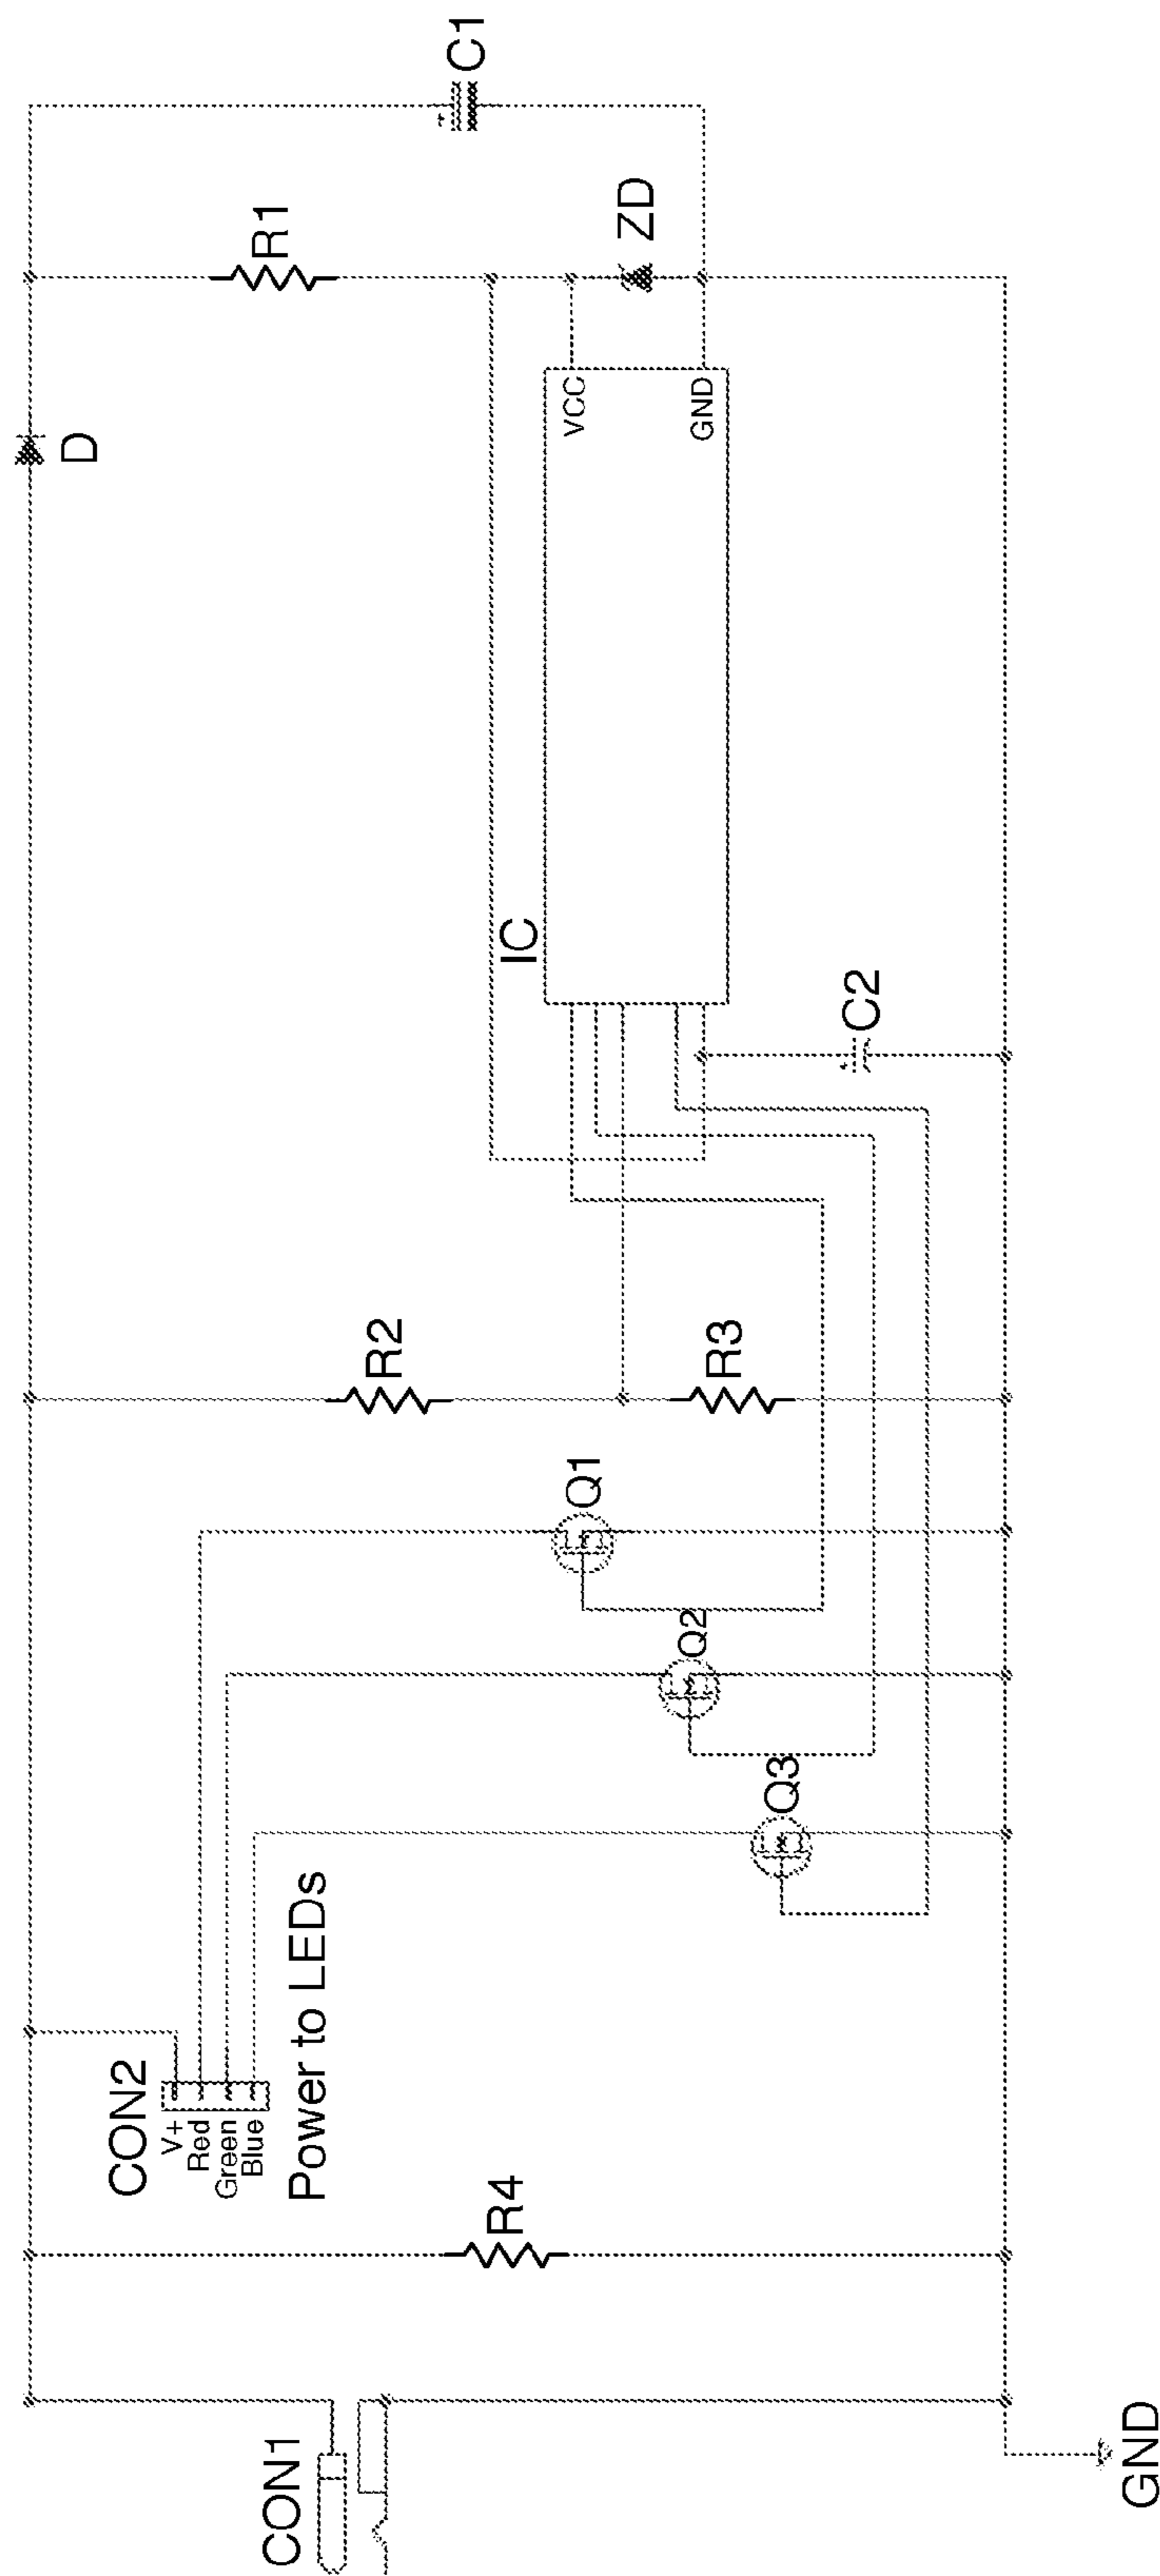 C1
R1
ZD
D
VCC
GND
IC
C2
R2
R3
Q1
Q2
Q3
CON2
V+
Red
Green
Blue
Power to LEDs
R4
CON1
GND